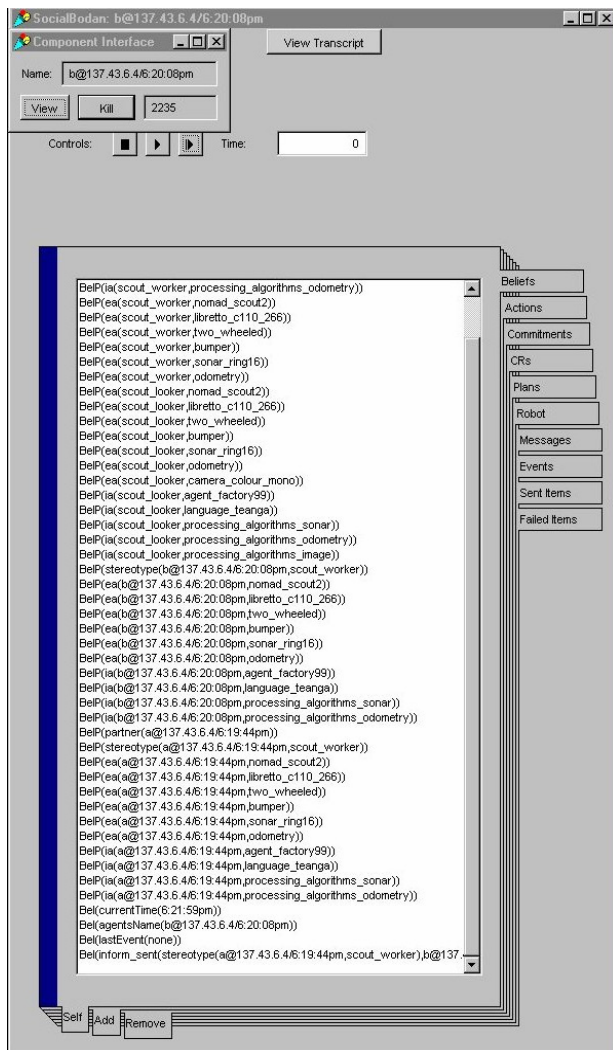 SocialBodan: b@137.43.6.4/6:20:08pm
Component Interface
View Transcript
Name: b@137.43.6.4/6:20:08pm
View Kill 2235
Controls: Time: 0
BelP(ia(scout_worker,processing_algorithms_odometry))
BelP(ea(scout_worker,nomad_scout2))
BelP(ea(scout_worker,libretto_c110_266))
BelP(ea(scout_worker,two_wheeled))
BelP(ea(scout_worker,bumper))
BelP(ea(scout_worker,sonar_ring16))
BelP(ea(scout_worker,odometry))
BelP(ea(scout_looker,nomad_scout2))
BelP(ea(scout_looker,libretto_c110_266))
BelP(ea(scout_looker,two_wheeled))
BelP(ea(scout_looker,bumper))
BelP(ea(scout_looker,sonar_ring16))
BelP(ea(scout_looker,odometry))
BelP(ea(scout_looker,camera_colour_mono))
BelP(ia(scout_looker,agent_factory99))
BelP(ia(scout_looker,language_teanga))
BelP(ia(scout_looker,processing_algorithms_sonar))
BelP(ia(scout_looker,processing_algorithms_odometry))
BelP(ia(scout_looker,processing_algorithms_image))
BelP(stereotype(b@137.43.6.4/6:20:08pm,scout_worker))
BelP(ea(b@137.43.6.4/6:20:08pm,nomad_scout2))
BelP(ea(b@137.43.6.4/6:20:08pm,libretto_c110_266))
BelP(ea(b@137.43.6.4/6:20:08pm,two_wheeled))
BelP(ea(b@137.43.6.4/6:20:08pm,bumper))
BelP(ea(b@137.43.6.4/6:20:08pm,sonar_ring16))
BelP(ea(b@137.43.6.4/6:20:08pm,odometry))
BelP(ia(b@137.43.6.4/6:20:08pm,agent_factory99))
BelP(ia(b@137.43.6.4/6:20:08pm,language_teanga))
BelP(ia(b@137.43.6.4/6:20:08pm,processing_algorithms_sonar))
BelP(ia(b@137.43.6.4/6:20:08pm,processing_algorithms_odometry))
BelP(partner(a@137.43.6.4/6:19:44pm))
BelP(stereotype(a@137.43.6.4/6:19:44pm,scout_worker))
BelP(ea(a@137.43.6.4/6:19:44pm,nomad_scout2))
BelP(ea(a@137.43.6.4/6:19:44pm,libretto_c110_266))
BelP(ea(a@137.43.6.4/6:19:44pm,two_wheeled))
BelP(ea(a@137.43.6.4/6:19:44pm,bumper))
BelP(ea(a@137.43.6.4/6:19:44pm,sonar_ring16))
BelP(ea(a@137.43.6.4/6:19:44pm,odometry))
BelP(ia(a@137.43.6.4/6:19:44pm,agent_factory99))
BelP(ia(a@137.43.6.4/6:19:44pm,language_teanga))
BelP(ia(a@137.43.6.4/6:19:44pm,processing_algorithms_sonar))
BelP(ia(a@137.43.6.4/6:19:44pm,processing_algorithms_odometry))
Bel(currentTime(6:21:59pm))
Bel(agentsName(b@137.43.6.4/6:20:08pm))
Bel(lastEvent(none))
Bel(inform_sent(stereotype(a@137.43.6.4/6:19:44pm,scout_worker),b@137.
Beliefs
Actions
Commitments
CRs
Plans
Robot
Messages
Events
Sent Items
Failed Items
Self Add Remove